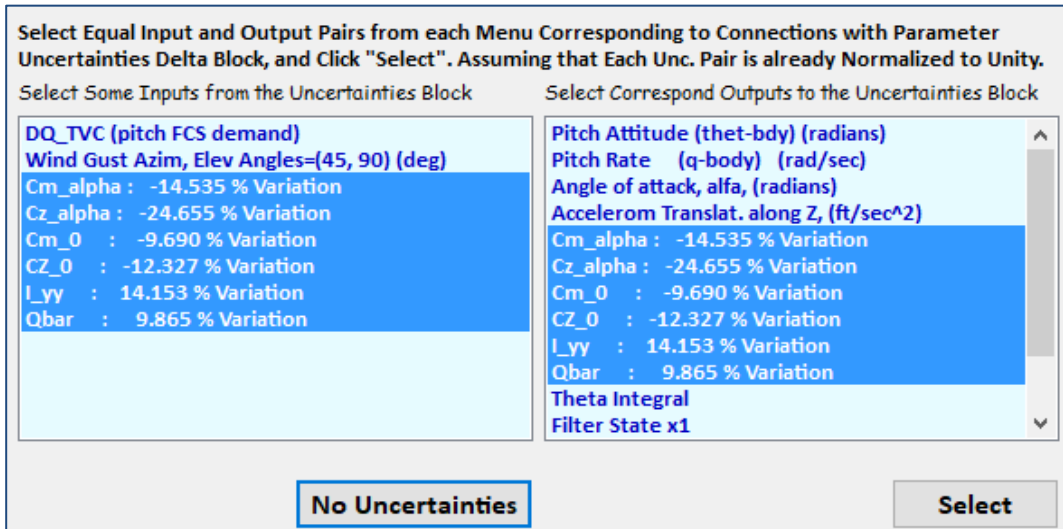 Select Equal Input and Output Pairs from each Menu Corresponding to Connections with Parameter
Uncertainties Delta Block, and Click "Select". Assuming that Each Unc. Pair is already Normalized to Unity.
Select Some Inputs from the Uncertainties Block
DQ_TVC (pitch FCS demand)
Wind Gust Azim, Elev Angles=(45, 90) (deg)
Cm_alpha : -14.535 % Variation
Cz_alpha : -24.655 % Variation
Cm_0 : -9.690 % Variation
CZ_0 : -12.327 % Variation
I_yy : 14.153 % Variation
Qbar : 9.865 % Variation
Select Correspond Outputs to the Uncertainties Block
Pitch Attitude (thet-bdy) (radians)
Pitch Rate (q-body) (rad/sec)
Angle of attack, alfa, (radians)
Accelerom Translat. along Z, (ft/sec^2)
Cm_alpha : -14.535 % Variation
Cz_alpha : -24.655 % Variation
Cm_0 : -9.690 % Variation
CZ_0 : -12.327 % Variation
I_yy : 14.153 % Variation
Qbar : 9.865 % Variation
Theta Integral
Filter State x1
No Uncertainties
Select